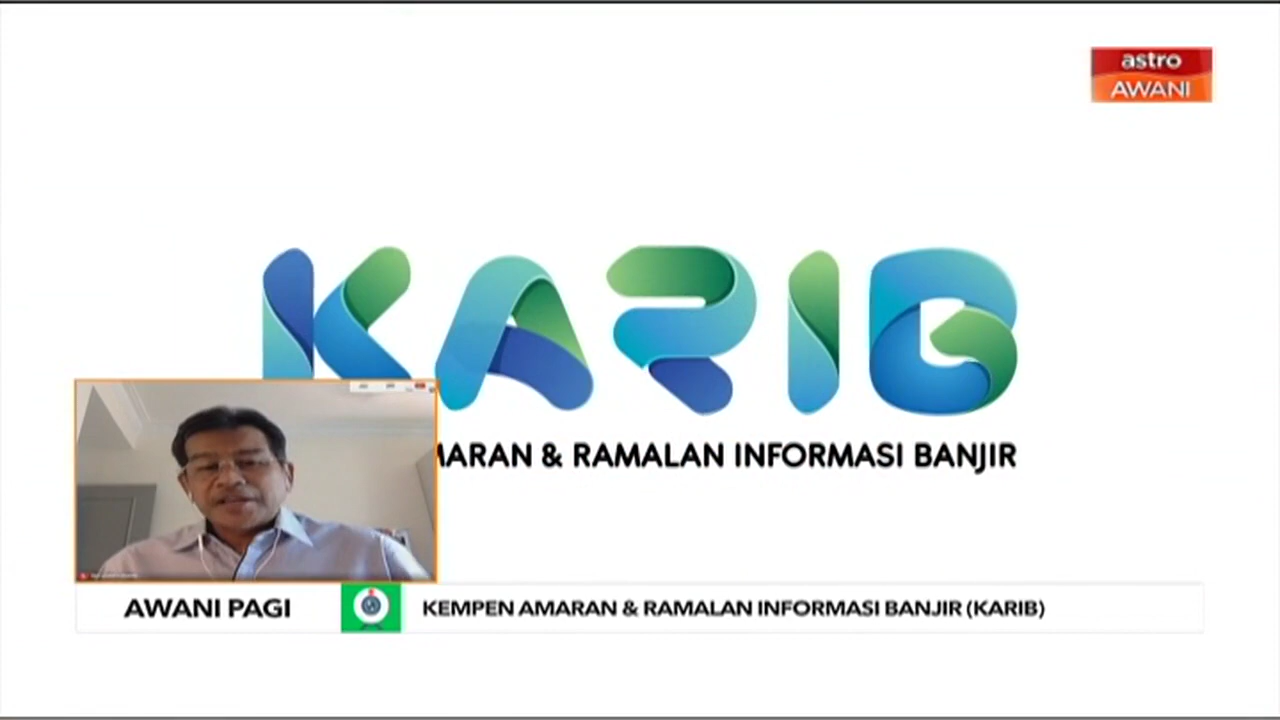 astro
AWANI
KARIB
MARAN & RAMALAN INFORMASI BANJIR
AWANI PAGI
KEMPEN AMARAN & RAMALAN INFORMASI BANJIR (KARIB)